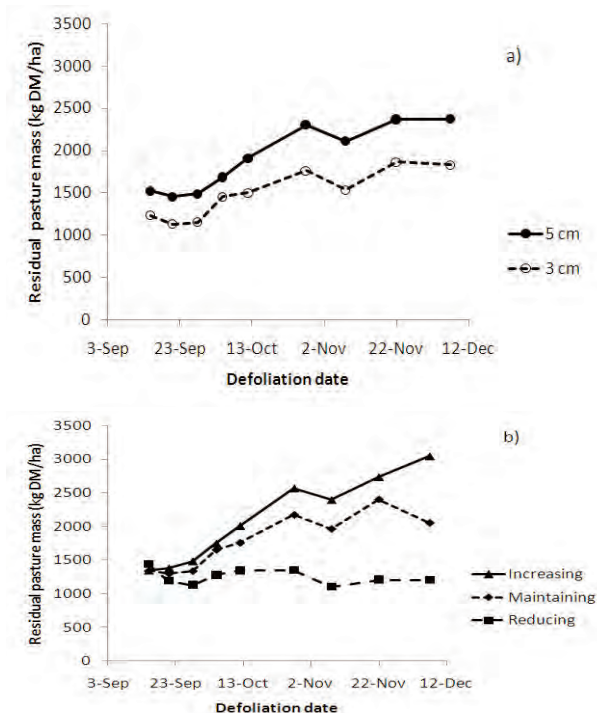 3500
a)
3000
2500
2000
1500
1000
500
0
Residual pasture mass (kg DM/ha)
5 cm
3 cm
3-Sep 23-Sep 13-Oct 2-Nov 22-Nov 12-Dec
Defoliation date
3500
b)
3000
2500
2000
1500
1000
500
0
Residual pasture mass (kg DM/ha)
Increasing
Maintaining
Reducing
3-Sep 23-Sep 13-Oct 2-Nov 22-Nov 12-Dec
Defoliation date